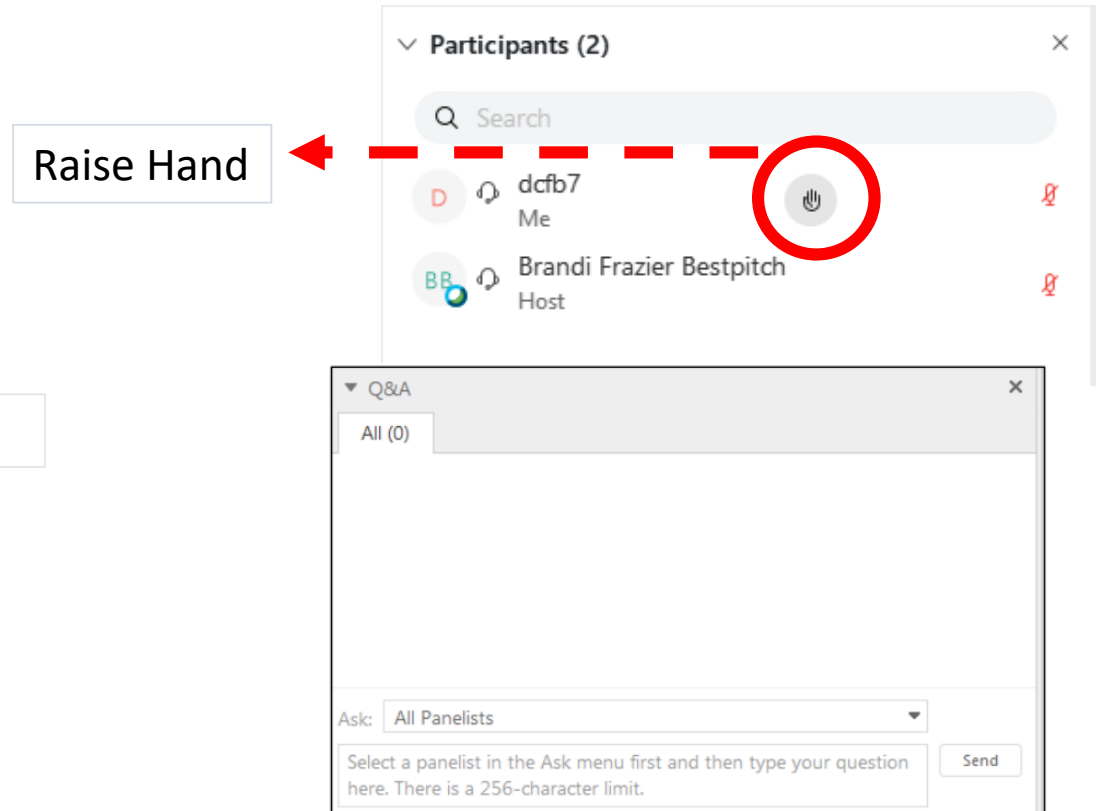 Participants (2)
Search
Raise Hand
D
dcfb7
Me
BB
Brandi Frazier Bestpitch
Host
Q&A
All (0)
Ask:
All Panelists
Select a panelist in the Ask menu first and then type your question
here. There is a 256-character limit.
Send